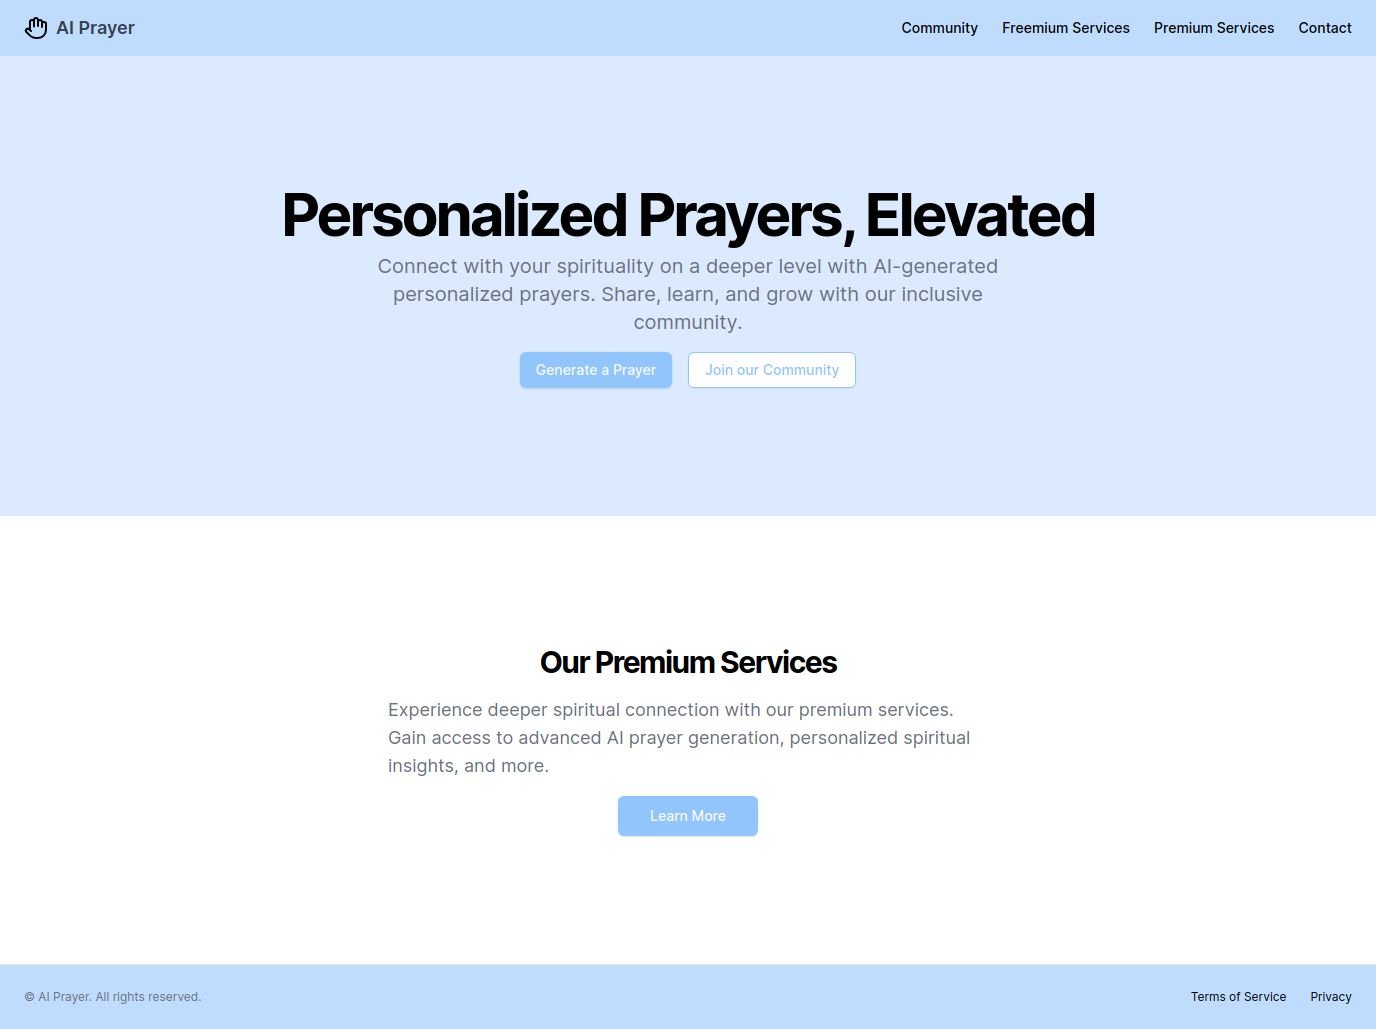 AI Prayer
Community
Freemium Services
Premium Services
Contact
Personalized Prayers, Elevated
Connect with your spirituality on a deeper level with AI-generated
personalized prayers. Share, learn, and grow with our inclusive
community.
Generate a Prayer
Join our Community
Our Premium Services
Experience deeper spiritual connection with our premium services.
Gain access to advanced AI prayer generation, personalized spiritual
insights, and more.
Learn More
© AI Prayer. All rights reserved.
Terms of Service
Privacy